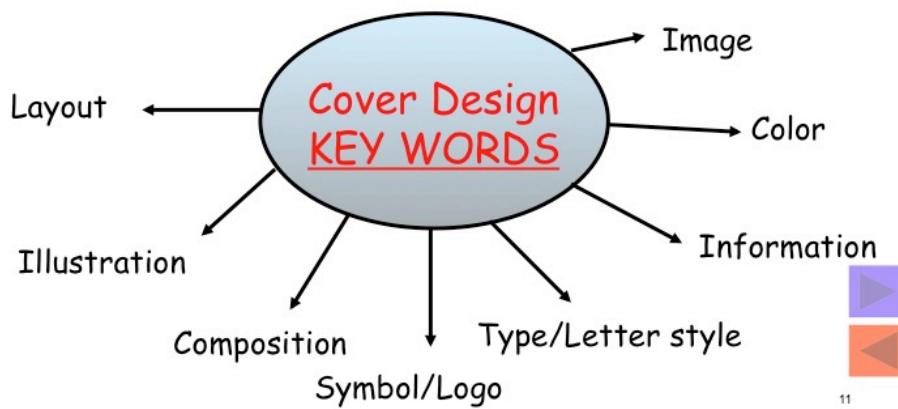 Cover Design
KEY WORDS
Image
Layout
Color
Information
Illustration
Type/Letter style
Composition
Symbol/Logo
11